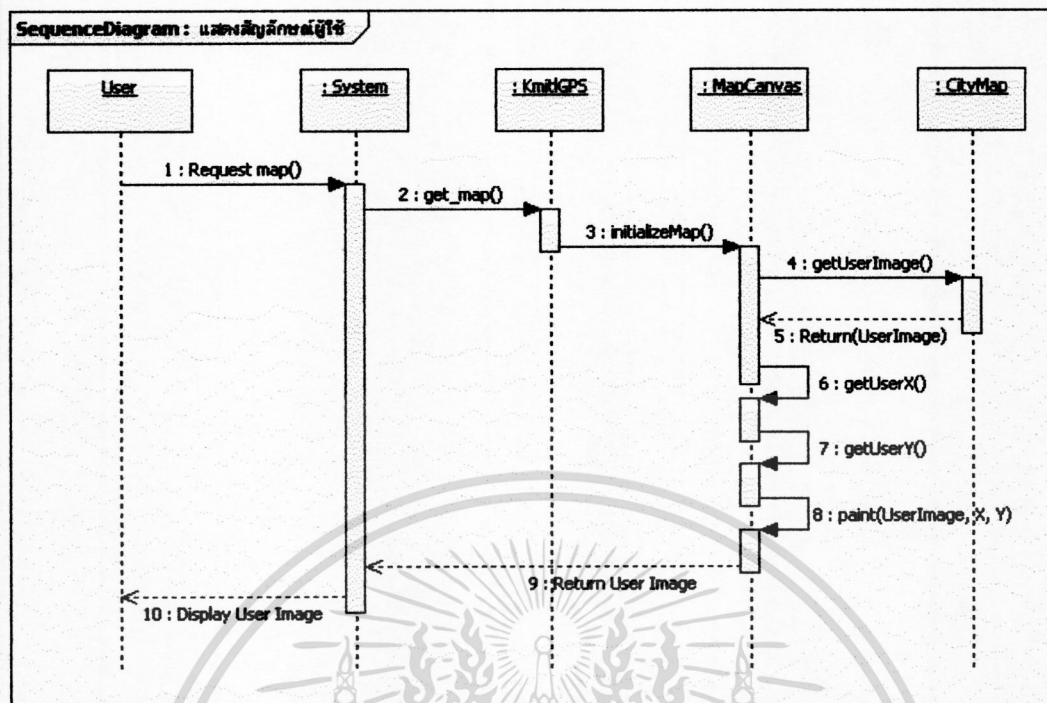 SequenceDiagram : แสดงสัญลักษณ์ผู้ใช้
User
: System
: KmitlGPS
: MapCanvas
: CityMap
1 : Request map()
2 : get_map()
3 : initializeMap()
4 : getUserImage()
5 : Return(UserImage)
6 : getUserX()
7 : getUserY()
8 : paint(UserImage, X, Y)
9 : Return User Image
10 : Display User Image